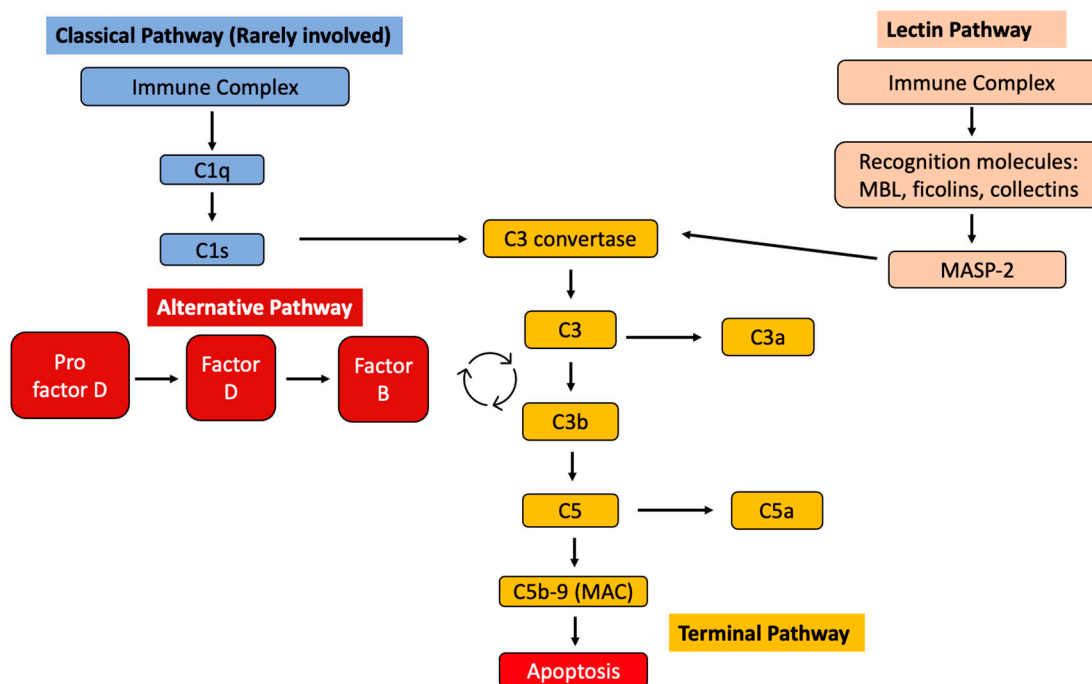 Classical Pathway (Rarely involved)
Immune Complex
C1q
C1s
Lectin Pathway
Immune Complex
Recognition molecules:
MBL, ficolins, collectins
MASP-2
C3 convertase
Alternative Pathway
Pro
factor D
Factor
D
Factor
B
C3
C3a
C3b
C5
C5a
C5b-9 (MAC)
Terminal Pathway
Apoptosis